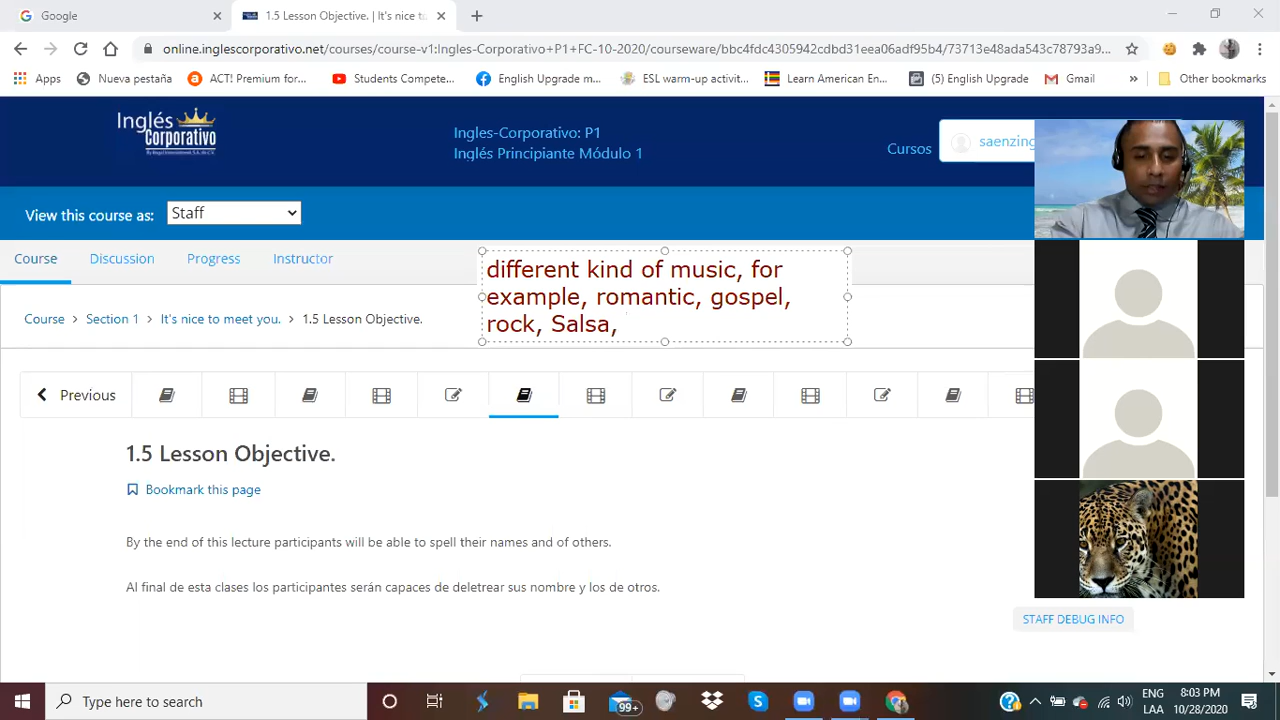 Google
1.5 Lesson Objective. | It's nice to
online.inglescorporativo.net/courses/course-v1:Ingles-Corporativo+P1+FC-10-2020/courseware/bbc4fdc4305942cdbd31eea06adf95b4/73713e48ada543c78793a9...
Apps
Nueva pestaña
ACT! Premium for...
Students Compete...
English Upgrade m...
ESL warm-up activit...
Learn American En...
(5) English Upgrade
Gmail
»
Other bookmarks
Inglés
Corporativo
Ingles-Corporativo: P1
Inglés Principiante Módulo 1
Cursos
saenzing
View this course as:
Staff
Course
Discussion
Progress
Instructor
different kind of music, for
example, romantic, gospel,
rock, Salsa,
Course > Section 1 > It's nice to meet you. > 1.5 Lesson Objective.
Previous
1.5 Lesson Objective.
Bookmark this page
By the end of this lecture participants will be able to spell their names and of others.
Al final de esta clases los participantes serán capaces de deletrear sus nombre y los de otros.
STAFF DEBUG INFO
Type here to search
99+
ENG
LAA
8:03 PM
10/28/2020